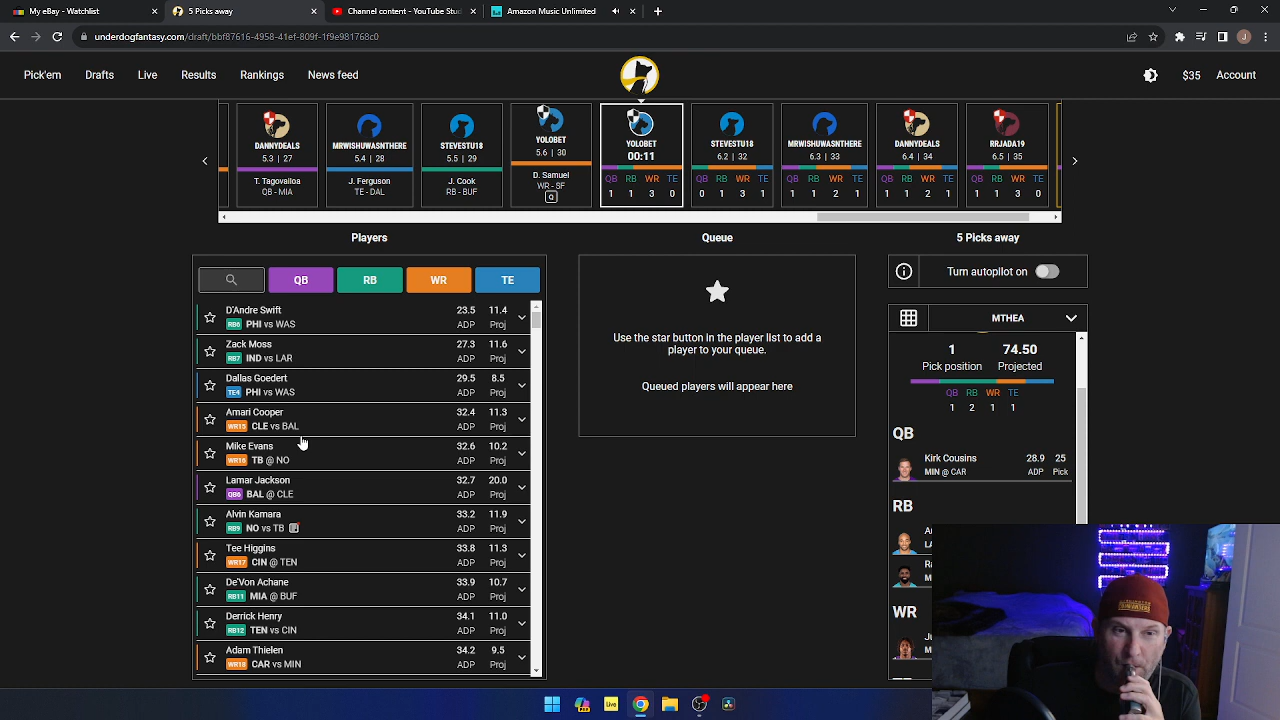 My eBay - Watchlist
5 Picks away
Channel content - YouTube Stu
Amazon Music Unlimited
underdogfantasy.com/draft/bbf87616-4958-41ef-809f-1f9e981768c0
J
Pick'em
Drafts
Live
Results
Rankings
News feed
$35
Account
DANNYDEALS
5.3 | 27
T. Tagovailoa
QB - MIA
MRWISHUWASNTHERE
5.4 | 28
J. Ferguson
TE - DAL
STEVESTU18
5.5 | 29
J. Cook
RB - BUF
YOLOBET
5.6 | 30
D. Samuel
WR - SF
Q
YOLOBET
00:11
QB RB WR TE
1 1 3 0
STEVESTU18
6.2 | 32
QB RB WR TE
0 1 3 1
MRWISHUWASNTHERE
6.3 | 33
QB RB WR TE
1 1 2 1
DANNYDEALS
6.4 | 34
QB RB WR TE
1 1 2 1
RRJADA19
6.5 | 35
QB RB WR TE
1 1 3 0
Players
QB RB WR TE
D'Andre Swift 23.5 11.4
RB6 PHI vs WAS ADP Proj
Zack Moss 27.3 11.6
RB7 IND vs LAR ADP Proj
Dallas Goedert 29.5 8.5
TE4 PHI vs WAS ADP Proj
Amari Cooper 32.4 11.3
WR15 CLE vs BAL ADP Proj
Mike Evans 32.6 10.2
WR16 TB @ NO ADP Proj
Lamar Jackson 32.7 20.0
QB6 BAL @ CLE ADP Proj
Alvin Kamara 33.2 11.9
RB9 NO vs TB ADP Proj
Tee Higgins 33.8 11.3
WR17 CIN @ TEN ADP Proj
De'Von Achane 33.9 10.7
RB11 MIA @ BUF ADP Proj
Derrick Henry 34.1 11.0
RB12 TEN vs CIN ADP Proj
Adam Thielen 34.2 9.5
WR18 CAR vs MIN ADP Proj
Queue
Use the star button in the player list to add a
player to your queue.
Queued players will appear here
5 Picks away
Turn autopilot on
MTHEA
1 74.50
Pick position Projected
QB RB WR TE
1 2 1 1
QB
Kirk Cousins 28.9 25
MIN @ CAR ADP Pick
RB
WR
Live